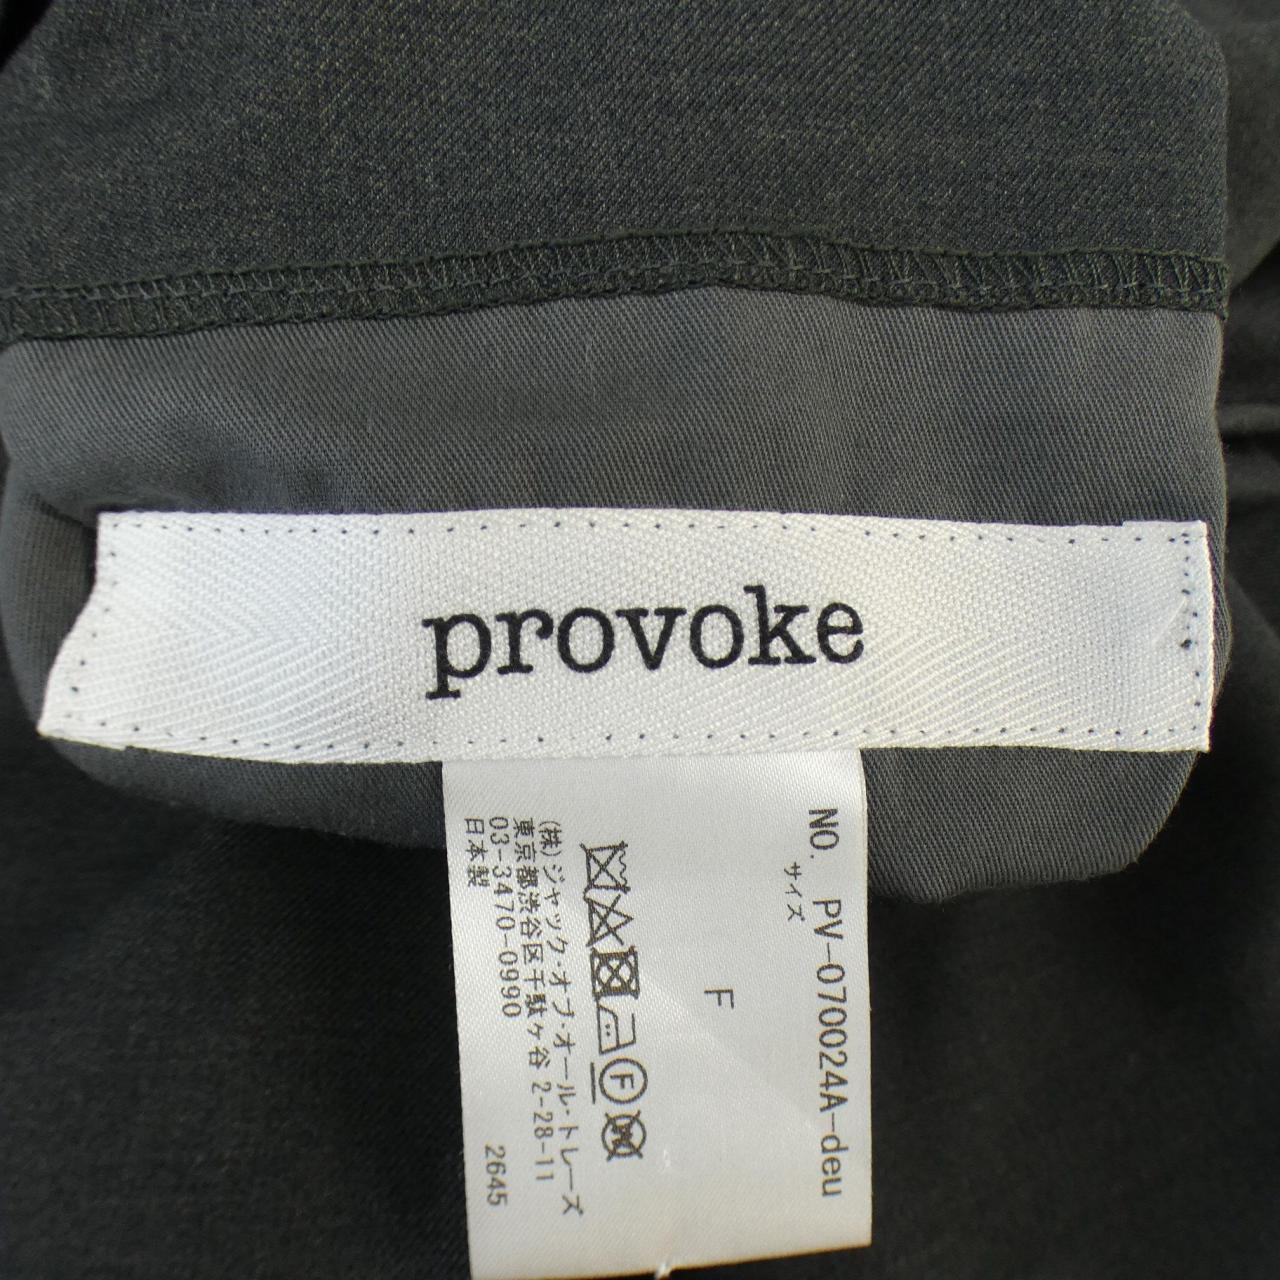 provoke
NO. PV-070024A-deu
サイズ
F
F
W
(株)ジャック・オブ・オール・トレーズ
東京都渋谷区千駄ヶ谷 2-28-11
03-3470-0990
日本製
2645